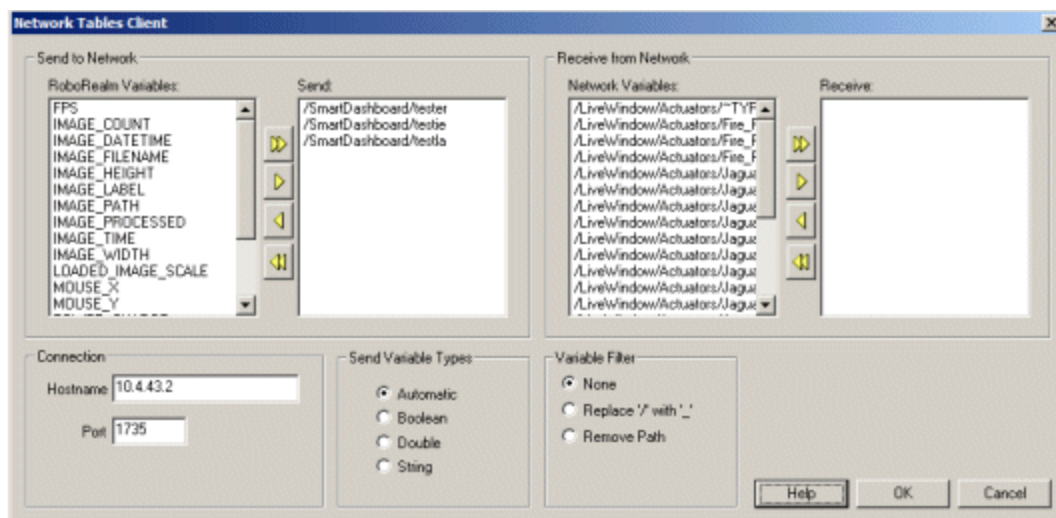 Network Tables Client
Send to Network
RoboRealm Variables:
FPS
IMAGE_COUNT
IMAGE_DATETIME
IMAGE_FILENAME
IMAGE_HEIGHT
IMAGE_LABEL
IMAGE_PATH
IMAGE_PROCESSED
IMAGE_TIME
IMAGE_WIDTH
LOADED_IMAGE_SCALE
MOUSE_X
MOUSE_Y
Send:
/SmartDashboard/tester
/SmartDashboard/testie
/SmartDashboard/testla
Receive from Network
Network Variables:
/LiveWindow/Actuators/~TYF
/LiveWindow/Actuators/Fire_F
/LiveWindow/Actuators/Fire_F
/LiveWindow/Actuators/Fire_F
/LiveWindow/Actuators/Jagua
/LiveWindow/Actuators/Jagua
/LiveWindow/Actuators/Jagua
/LiveWindow/Actuators/Jagua
/LiveWindow/Actuators/Jagua
/LiveWindow/Actuators/Jagua
/LiveWindow/Actuators/Jagua
/LiveWindow/Actuators/Jagua
/LiveWindow/Actuators/Jagua
Receive:
Connection
Hostname 10.4.43.2
Port 1735
Send Variable Types
Automatic
Boolean
Double
String
Variable Filter
None
Replace '/' with '_'
Remove Path
Help
OK
Cancel